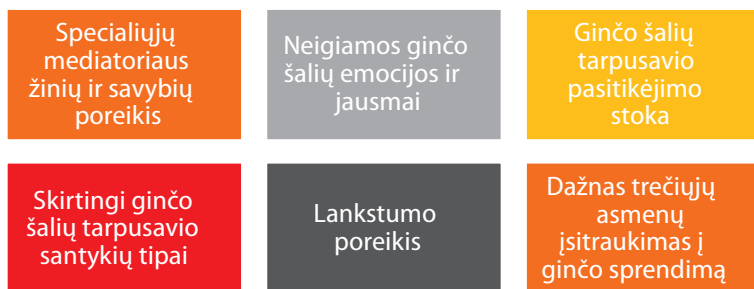 Specialiųjų
mediatoriaus
žinių ir savybių
poreikis
Neigiamos ginčo
šalių emocijos ir
jausmai
Ginčo šalių
tarpusavio
pasitikėjimo
stoka
Skirtingi ginčo
šalių tarpusavio
santykių tipai
Lankstumo
poreikis
Dažnas trečiųjų
asmenų
įsitraukimas į
ginčo sprendimą